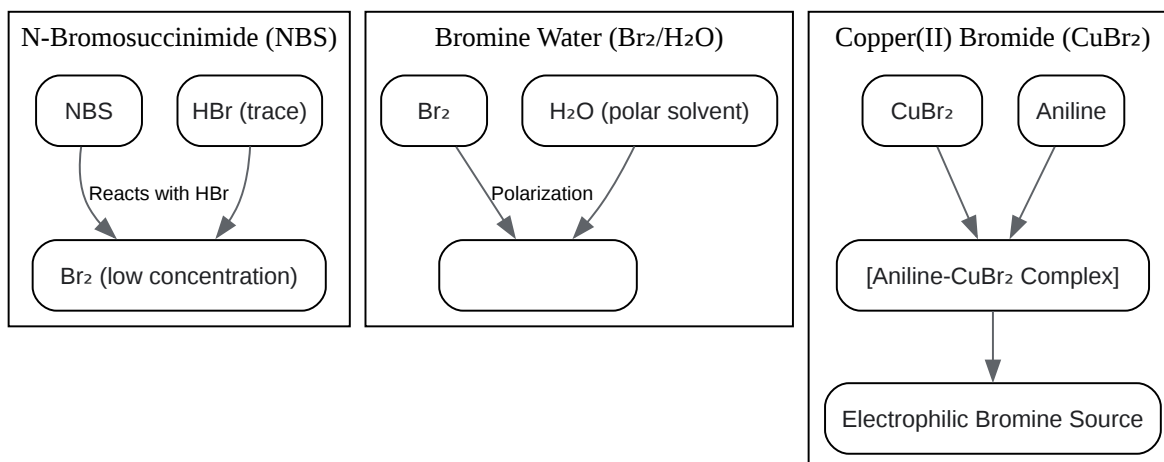 N-Bromosuccinimide (NBS)
NBS
HBr (trace)
Reacts with HBr
Br₂ (low concentration)
Bromine Water (Br₂/H₂O)
Br₂
H₂O (polar solvent)
Polarization
Copper(II) Bromide (CuBr₂)
CuBr₂
Aniline
[Aniline-CuBr₂ Complex]
Electrophilic Bromine Source